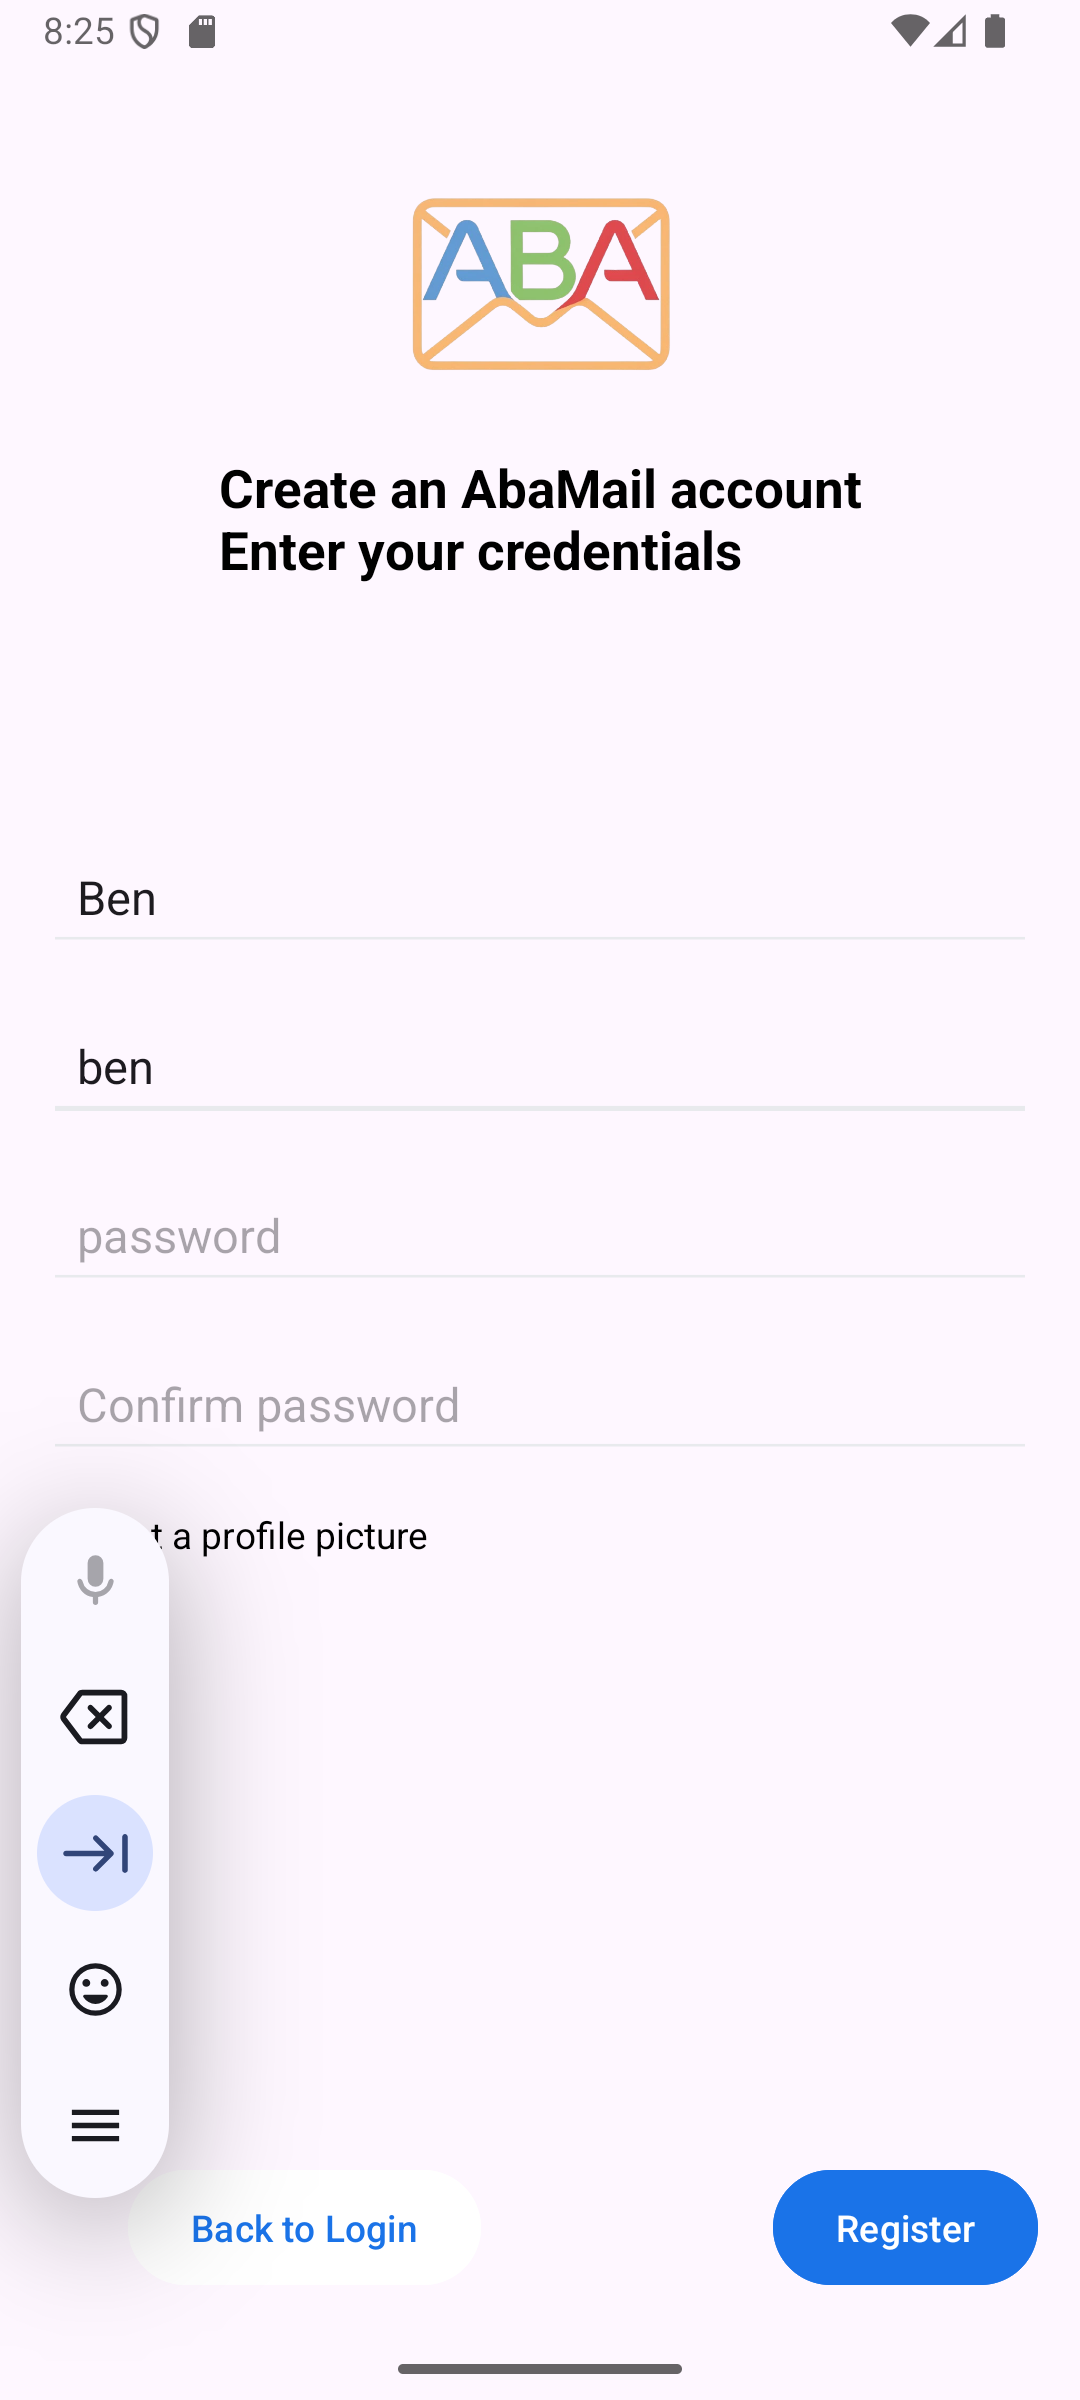 8:25
ABA
Create an AbaMail account
Enter your credentials
Ben
ben
password
Confirm password
t a profile picture
Back to Login
Register